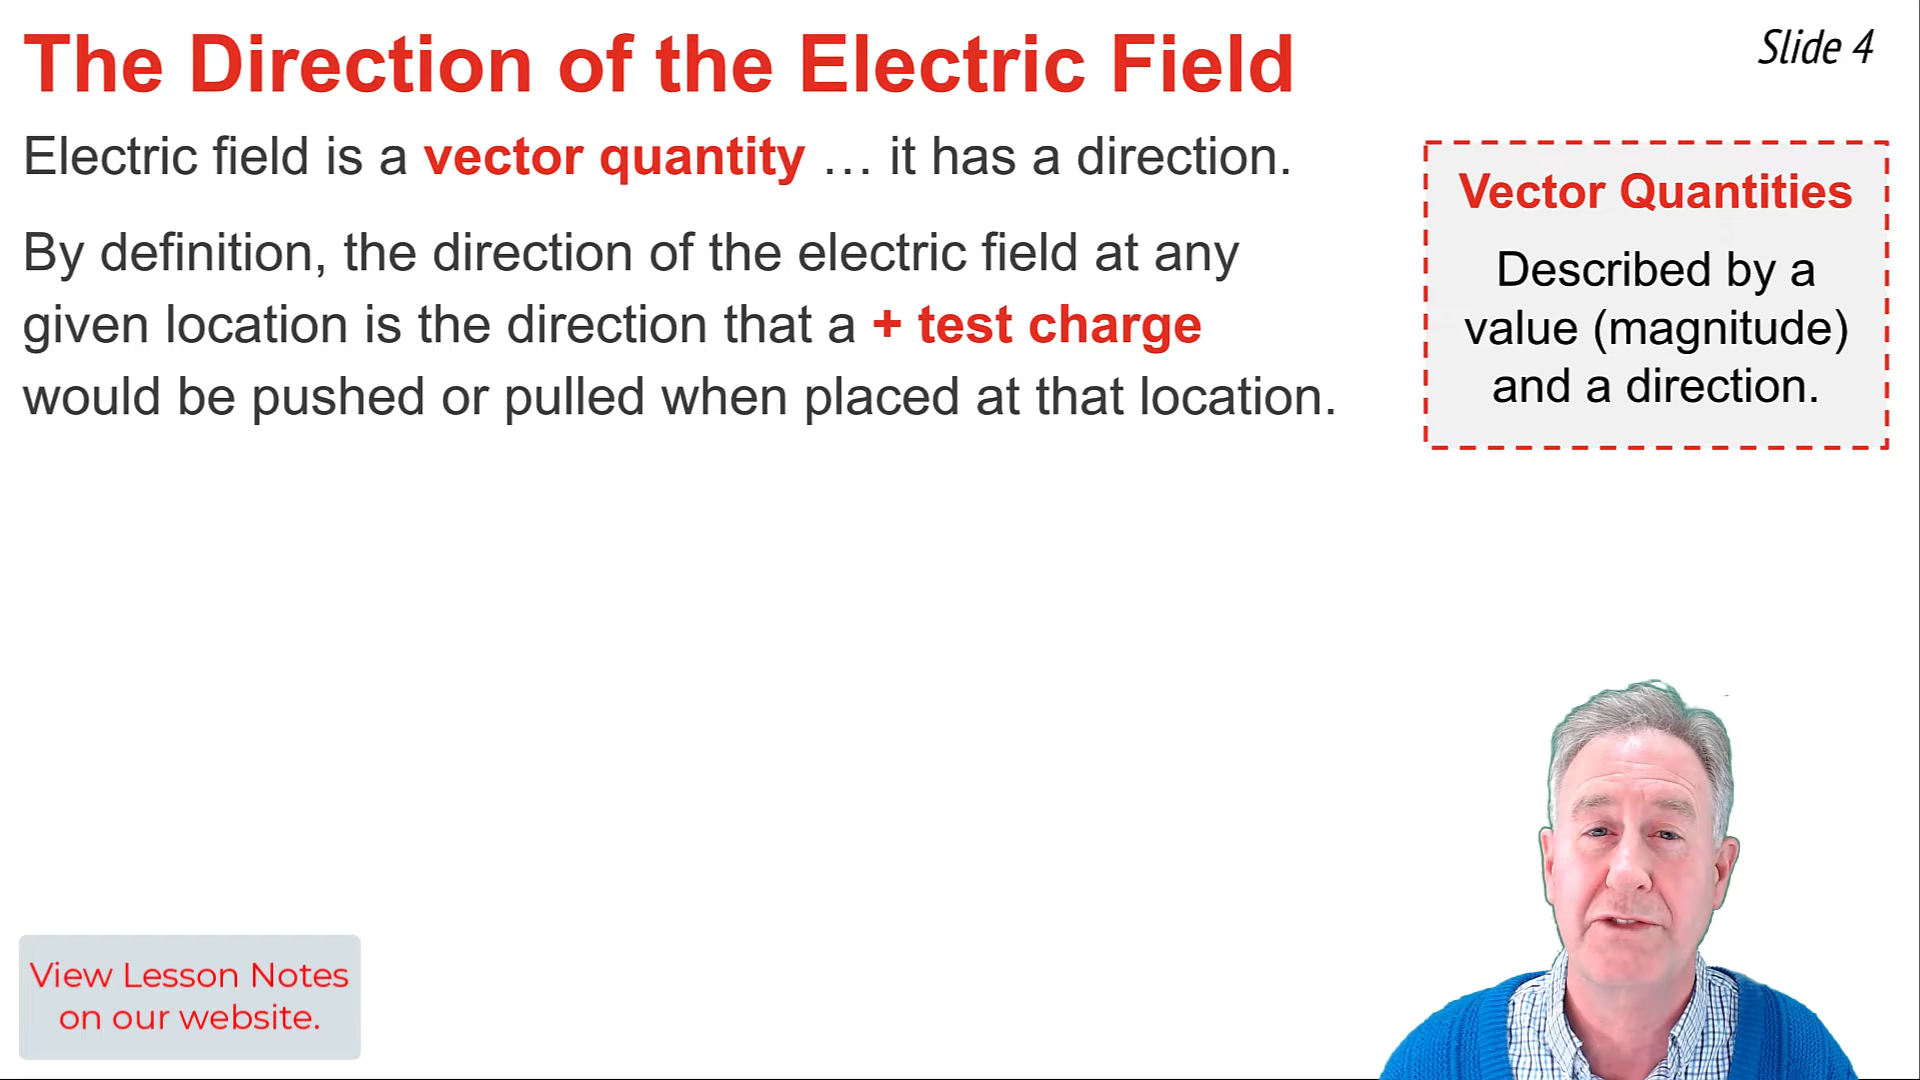 The Direction of the Electric Field
Slide 4
Electric field is a vector quantity … it has a direction.
By definition, the direction of the electric field at any
given location is the direction that a + test charge
would be pushed or pulled when placed at that location.
Vector Quantities
Described by a
value (magnitude)
and a direction.
View Lesson Notes
on our website.